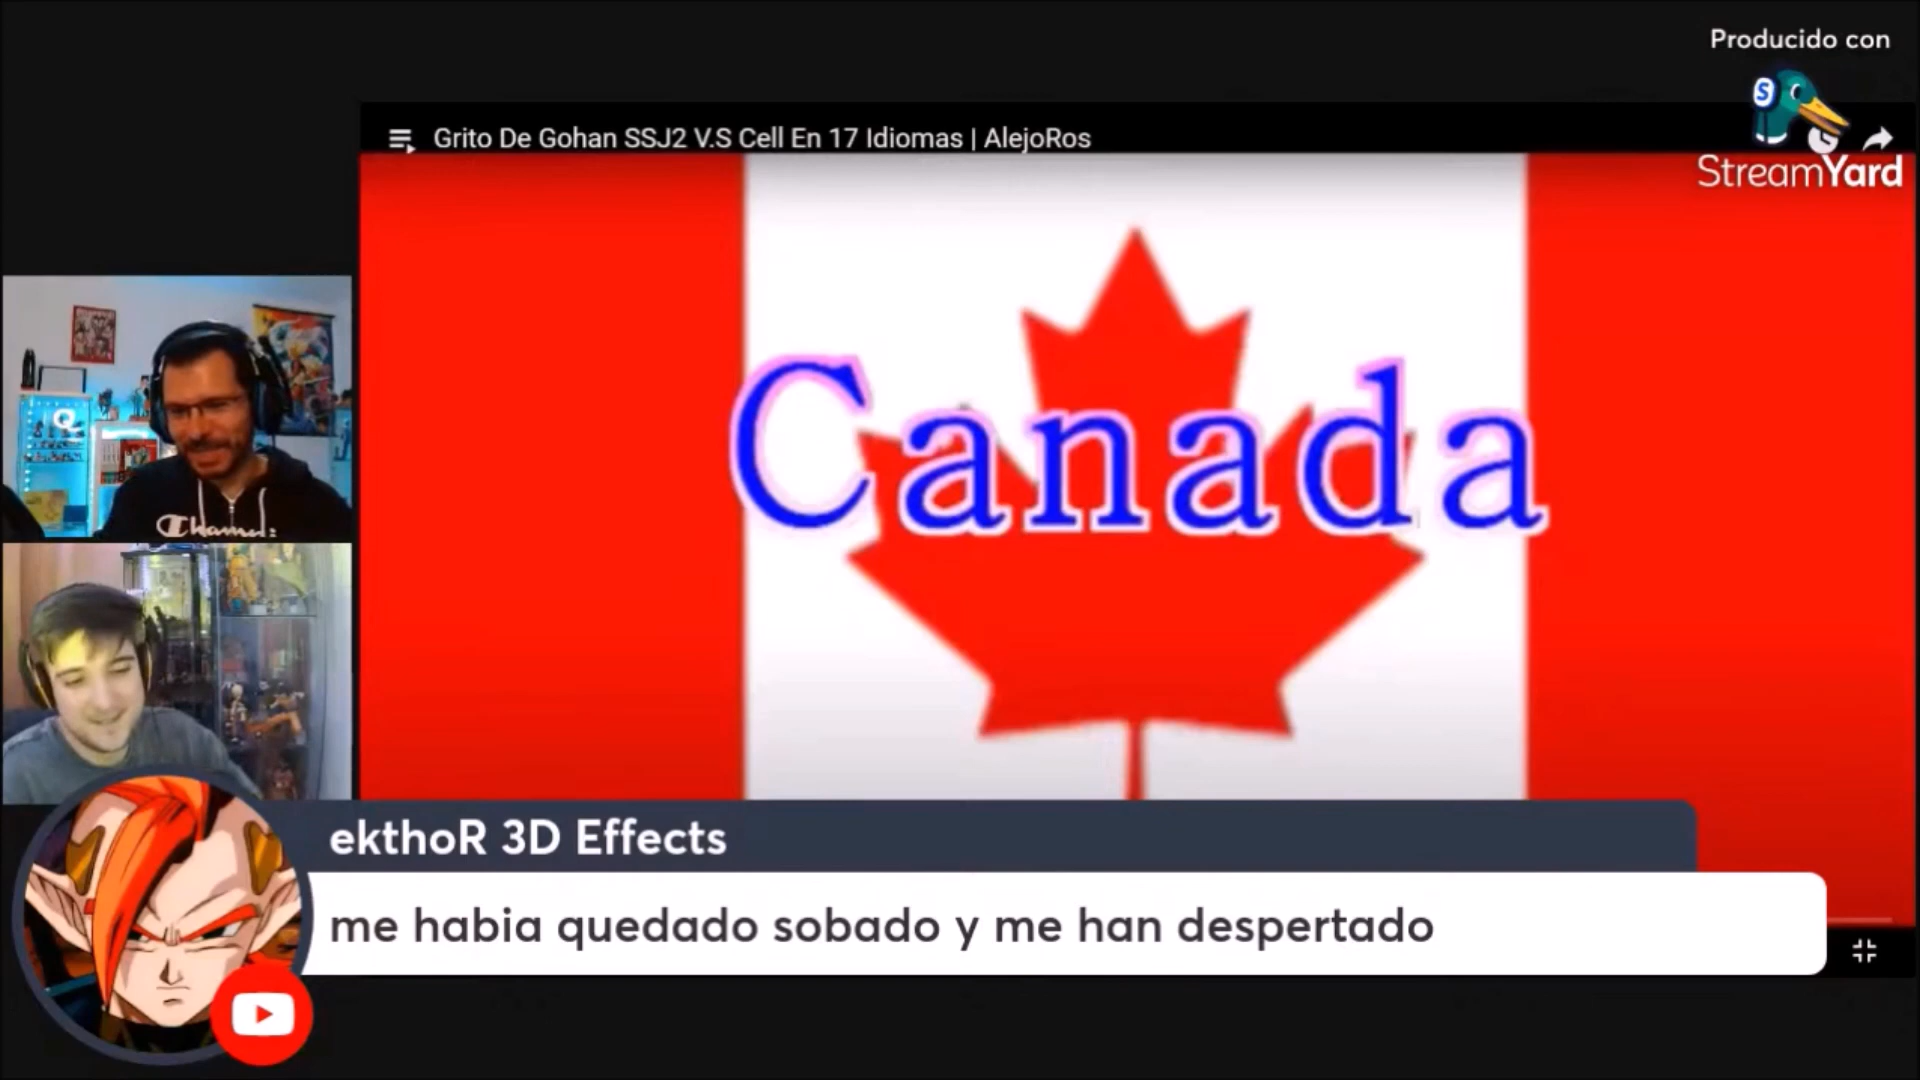 Producido con
StreamYard
Grito De Gohan SSJ2 V.S Cell En 17 Idiomas | AlejoRos
Canada
ekthoR 3D Effects
me habia quedado sobado y me han despertado